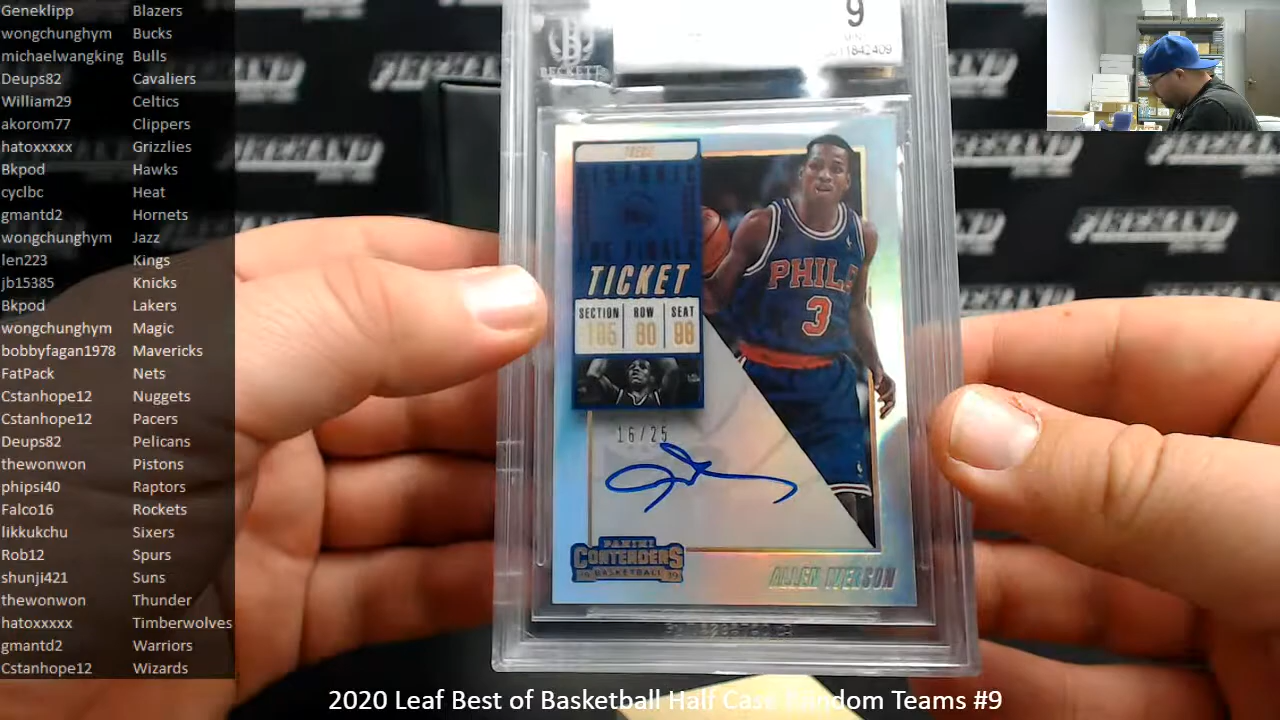 Geneklipp Blazers
wongchunghym Bucks
michaelwangking Bulls
Deups82 Cavaliers
William29 Celtics
akorom77 Clippers
hatoxxxxx Grizzlies
Bkpod Hawks
cyclbc Heat
gmantd2 Hornets
wongchunghym Jazz
len223 Kings
jb15385 Knicks
Bkpod Lakers
wongchunghym Magic
bobbyfagan1978 Mavericks
FatPack Nets
Cstanhope12 Nuggets
Cstanhope12 Pacers
Deups82 Pelicans
thewonwon Pistons
phipsi40 Raptors
Falco16 Rockets
likkukchu Sixers
Rob12 Spurs
shunji421 Suns
thewonwon Thunder
hatoxxxxx Timberwolves
gmantd2 Warriors
Cstanhope12 Wizards
9
MINT
BECKETT
HISTORIC
THE FINALS
TICKET
SECTION ROW SEAT
PHILA
3
16/25
PANINI
CONTENDERS
BASKETBALL
ALLEN IVERSON
2020 Leaf Best of Basketball Half Case Random Teams #9